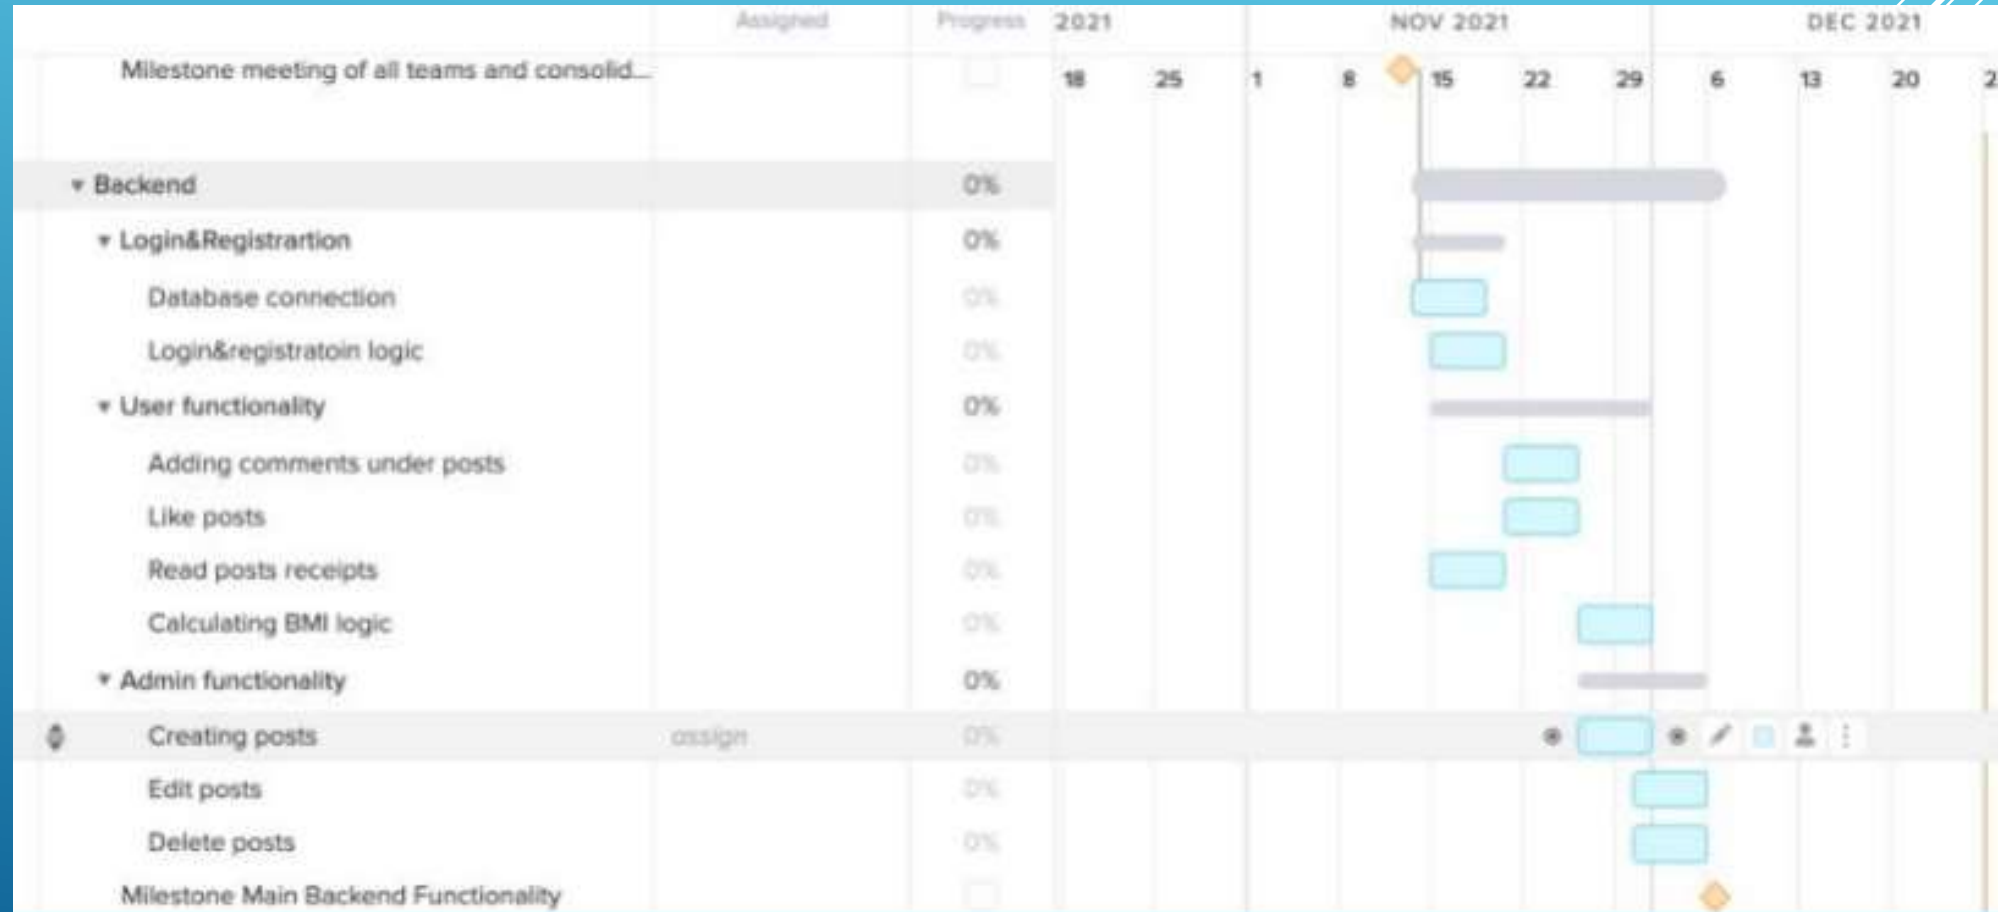 Assigned Progress 2021 NOV 2021 DEC 2021
Milestone meeting of all teams and consolid...
18 25 1 8 15 22 29 6 13 20 2
Backend 0%
Login&Registrartion 0%
Database connection 0%
Login&registratoin logic 0%
User functionality 0%
Adding comments under posts 0%
Like posts 0%
Read posts receipts 0%
Calculating BMI logic 0%
Admin functionality 0%
Creating posts assign 0%
Edit posts 0%
Delete posts 0%
Milestone Main Backend Functionality